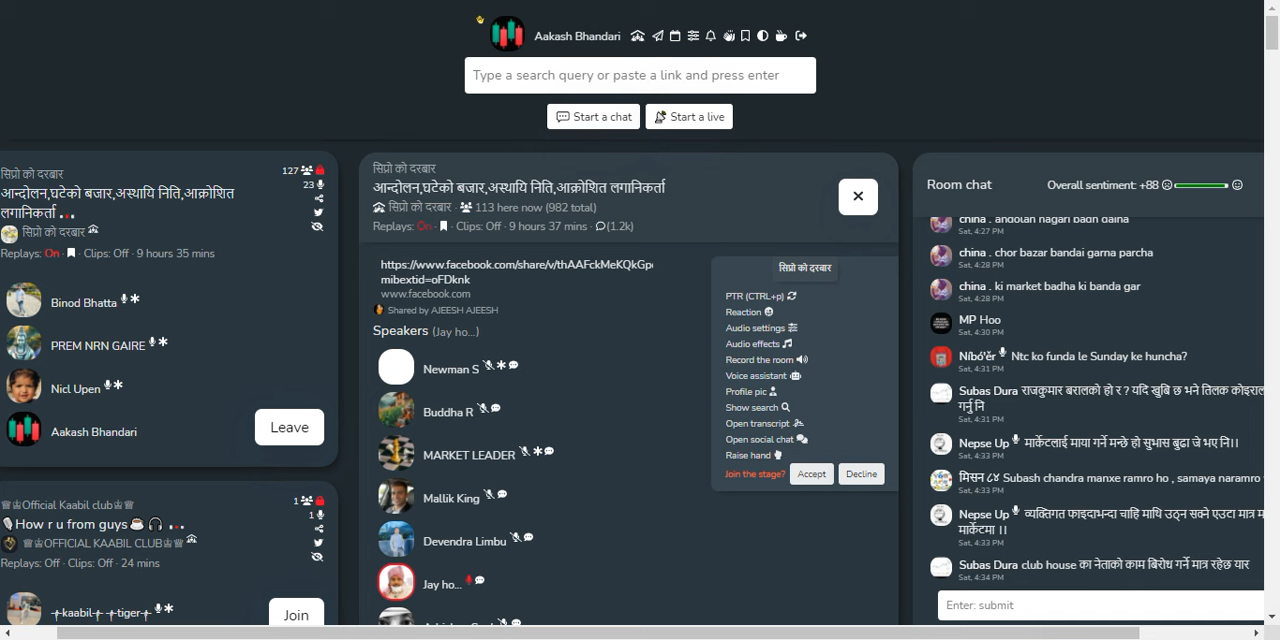 Aakash Bhandari
Type a search query or paste a link and press enter
Start a chat
Start a live
सिप्रो को दरबार
127
आन्दोलन,घटेको बजार,अस्थायि निति,आक्रोशित
23
लगानिकर्ता
सिप्रो को दरबार
Replays: On · Clips: Off · 9 hours 35 mins
Binod Bhatta
PREM NRN GAIRE
Nicl Upen
Aakash Bhandari
Leave
♕♔Official Kaabil club♔♕
1
How r u from guys
1
♕♔OFFICIAL KAABIL CLUB♔♕
Replays: Off · Clips: Off · 24 mins
kaabil tiger
Join
सिप्रो को दरबार
आन्दोलन,घटेको बजार,अस्थायि निति,आक्रोशित लगानिकर्ता
सिप्रो को दरबार · 113 here now (982 total)
Replays: On · Clips: Off · 9 hours 37 mins · (1.2k)
https://www.facebook.com/share/v/thAAFckMeKQkGp
mibextid=oFDknk
www.facebook.com
Shared by AJEESH AJEESH
Speakers (Jay ho...)
Newman S
Buddha R
MARKET LEADER
Mallik King
Devendra Limbu
Jay ho...
सिप्रो को दरबार
PTR (CTRL+p)
Reaction
Audio settings
Audio effects
Record the room
Voice assistant
Profile pic
Show search
Open transcript
Open social chat
Raise hand
Join the stage? Accept Decline
Room chat
Overall sentiment: +88
china . andolan nagari badh daina
Sat, 4:27 PM
china . chor bazar bandai garna parcha
Sat, 4:28 PM
china . ki market badha ki banda gar
Sat, 4:28 PM
MP Hoo
Sat, 4:30 PM
Níbó'ěr Ntc ko funda le Sunday ke huncha?
Sat, 4:31 PM
Subas Dura राजकुमार बरालको हो र ? यदि खुबि छ भने तिलक कोइराल
गर्नु नि
Sat, 4:31 PM
Nepse Up मार्केटलाई माया गर्ने मन्छे हो सुभास बुढा जे भए नि।।
Sat, 4:33 PM
मिसन ८४ Subash chandra manxe ramro ho , samaya naramro
Sat, 4:33 PM
Nepse Up व्यक्तिगत फाइदाभन्दा चाहि माथि उठ्न सक्ने एउटा मात्र म
मार्केटमा ।।
Sat, 4:33 PM
Subas Dura club house का नेताको काम बिरोध गर्ने मात्र रहेछ यार
Sat, 4:34 PM
Enter: submit